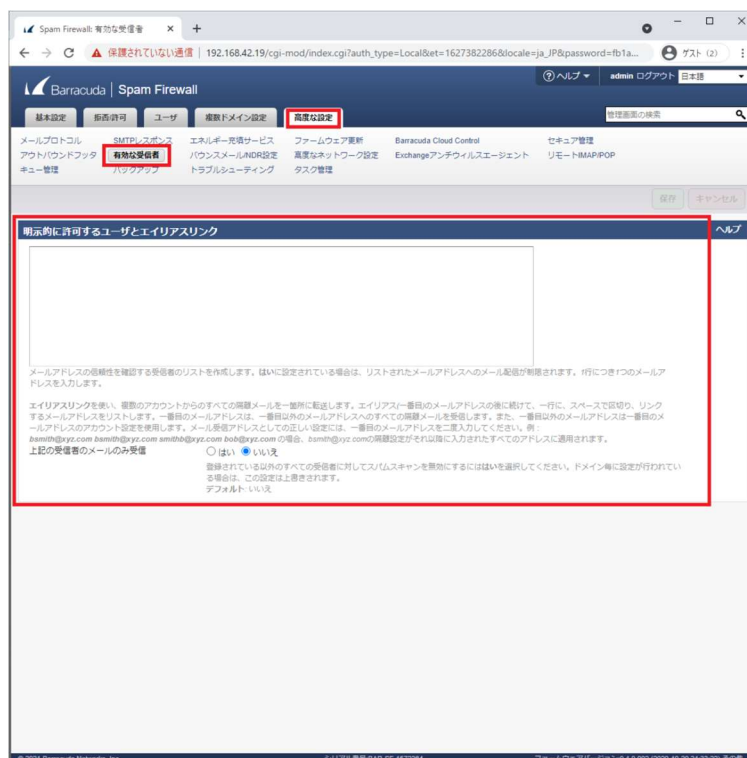 Spam Firewall: 有効な受信者
保護されていない通信 | 192.168.42.19/cgi-mod/index.cgi?auth_type=Local&et=1627382286&locale=ja_JP&password=fb1a...
ゲスト (2)
Barracuda | Spam Firewall
ヘルプ
admin ログアウト
日本語
基本設定 拒否/許可 ユーザ 複数ドメイン設定 高度な設定
管理画面の検索
メールプロトコル SMTPレスポンス エネルギー充填サービス ファームウェア更新 Barracuda Cloud Control セキュア管理
アウトバウンドフッタ 有効な受信者 バウンスメール/NDR設定 高度なネットワーク設定 Exchangeアンチウィルスエージェント リモートIMAP/POP
キュー管理 バックアップ トラブルシューティング タスク管理
保存 キャンセル
明示的に許可するユーザとエイリアスリンク
ヘルプ
メールアドレスの信頼性を確認する受信者のリストを作成します。はいに設定されている場合は、リストされたメールアドレスへのメール配信が制限されます。1行につき1つのメールア
ドレスを入力します。
エイリアスリンクを使い、複数のアカウントからのすべての隔離メールを一箇所に転送します。エイリアス(一番目)のメールアドレスの後に続けて、一行に、スペースで区切り、リンク
するメールアドレスをリストします。一番目のメールアドレスは、一番目以外のメールアドレスへのすべての隔離メールを受信します。また、一番目以外のメールアドレスは一番目のメ
ールアドレスのアカウント設定を使用します。メール受信アドレスとしての正しい設定には、一番目のメールアドレスを二度入力してください。例:
bsmith@xyz.com bsmith@xyz.com smithb@xyz.com bob@xyz.com の場合、bsmith@xyz.comの隔離設定がそれ以降に入力されたすべてのアドレスに適用されます。
上記の受信者のメールのみ受信
はい いいえ
登録されている以外のすべての受信者に対してスパムスキャンを無効にするにははいを選択してください。ドメイン毎に設定が行われてい
る場合は、この設定は上書きされます。
デフォルト: いいえ